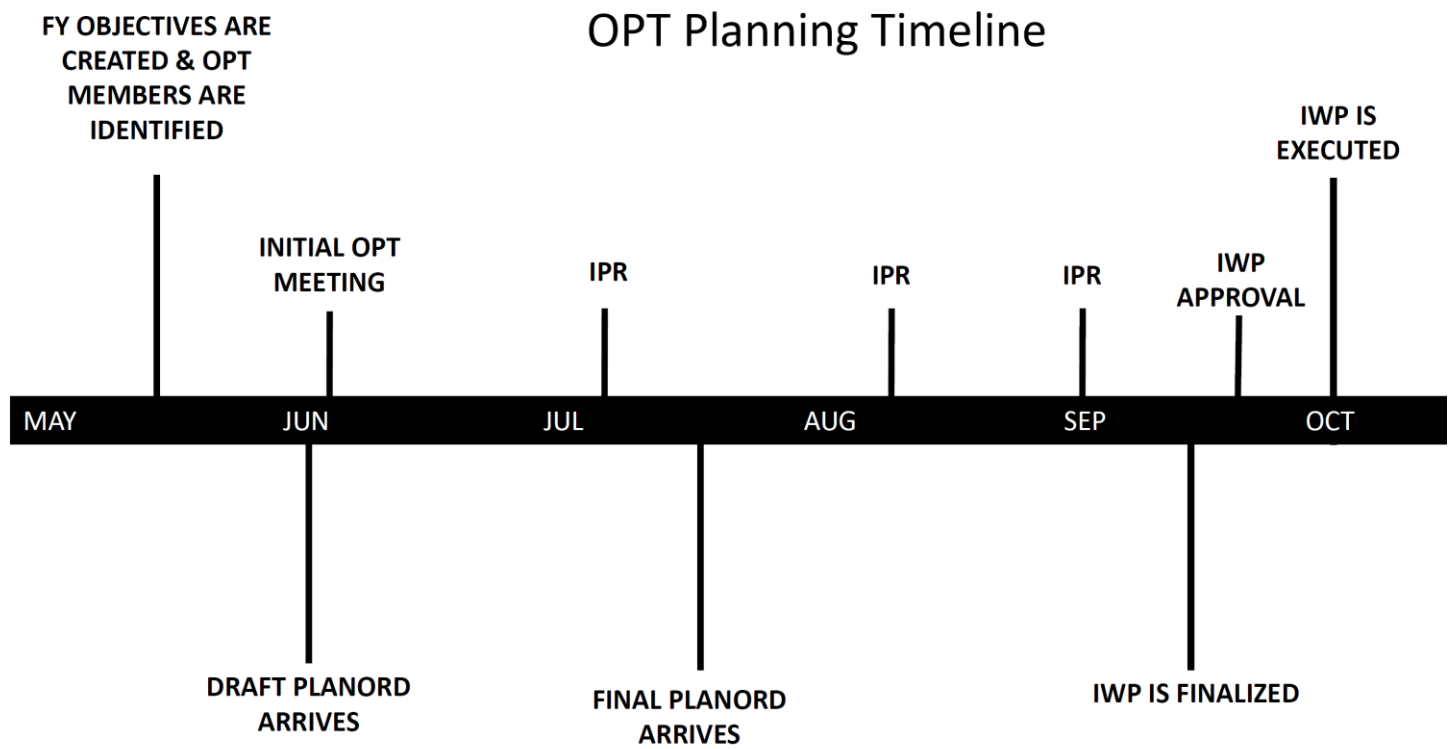 OPT Planning Timeline
FY OBJECTIVES ARE
CREATED & OPT
MEMBERS ARE
IDENTIFIED
INITIAL OPT
MEETING
IPR
IPR
IPR
IWP
APPROVAL
IWP IS
EXECUTED
MAY
JUN
JUL
AUG
SEP
OCT
DRAFT PLANORD
ARRIVES
FINAL PLANORD
ARRIVES
IWP IS FINALIZED